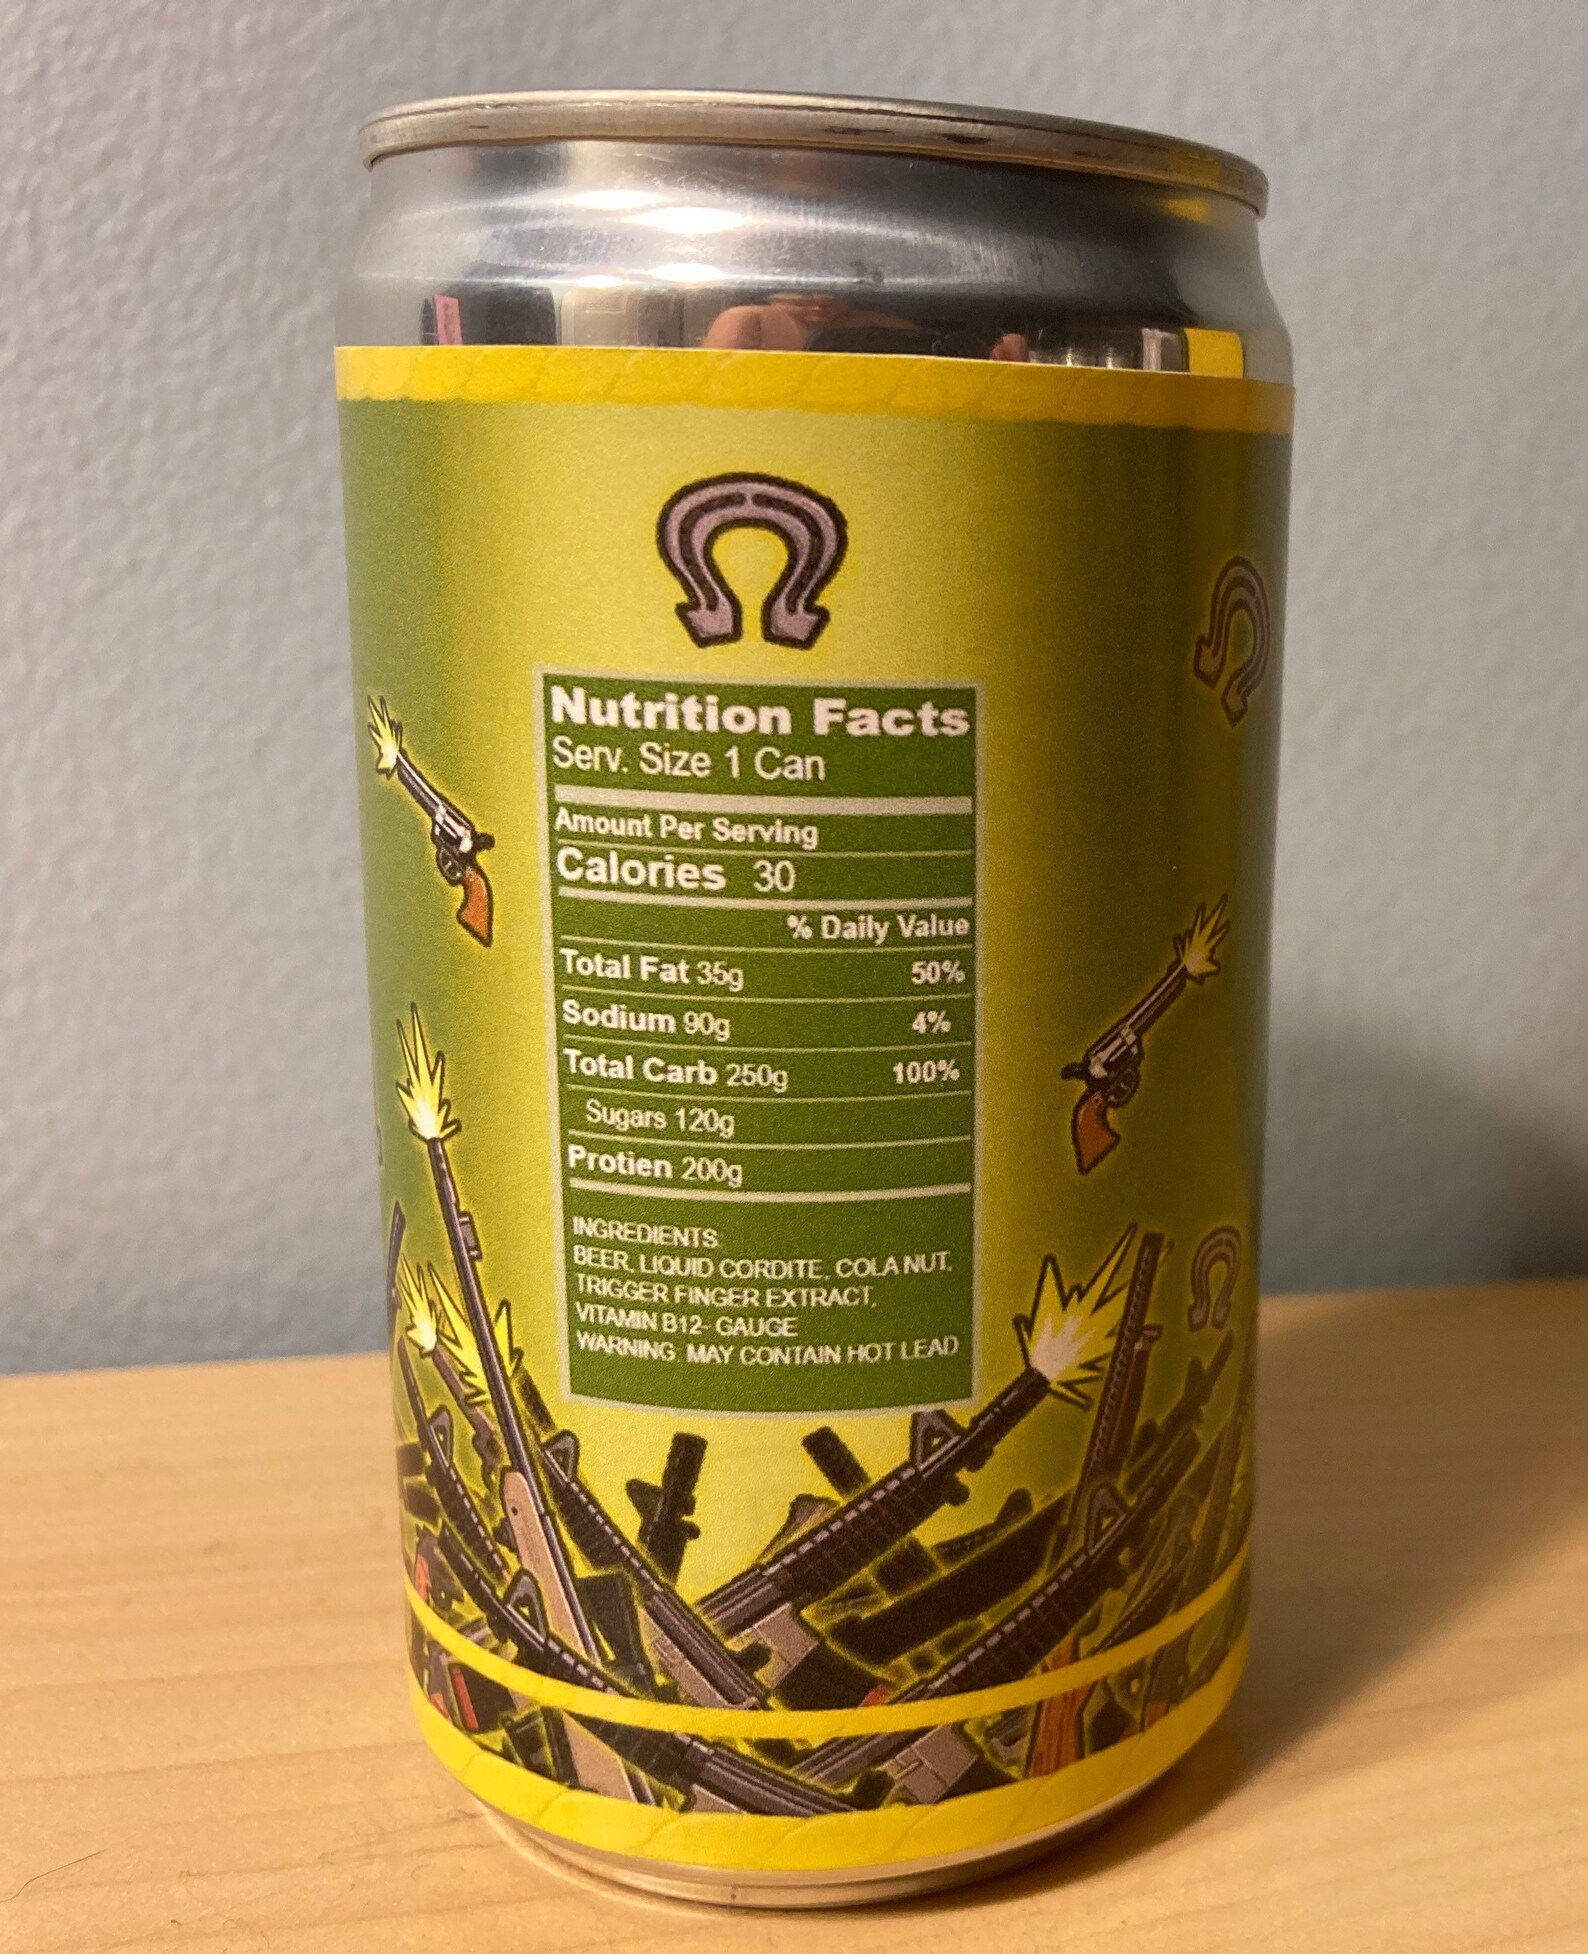 Nutrition Facts
Serv. Size 1 Can
Amount Per Serving
Calories 30
% Daily Value
Total Fat 35g 50%
Sodium 90g 4%
Total Carb 250g 100%
Sugars 120g
Protien 200g
INGREDIENTS
BEER, LIQUID CORDITE, COLA NUT,
TRIGGER FINGER EXTRACT,
VITAMIN B12- GAUGE
WARNING: MAY CONTAIN HOT LEAD